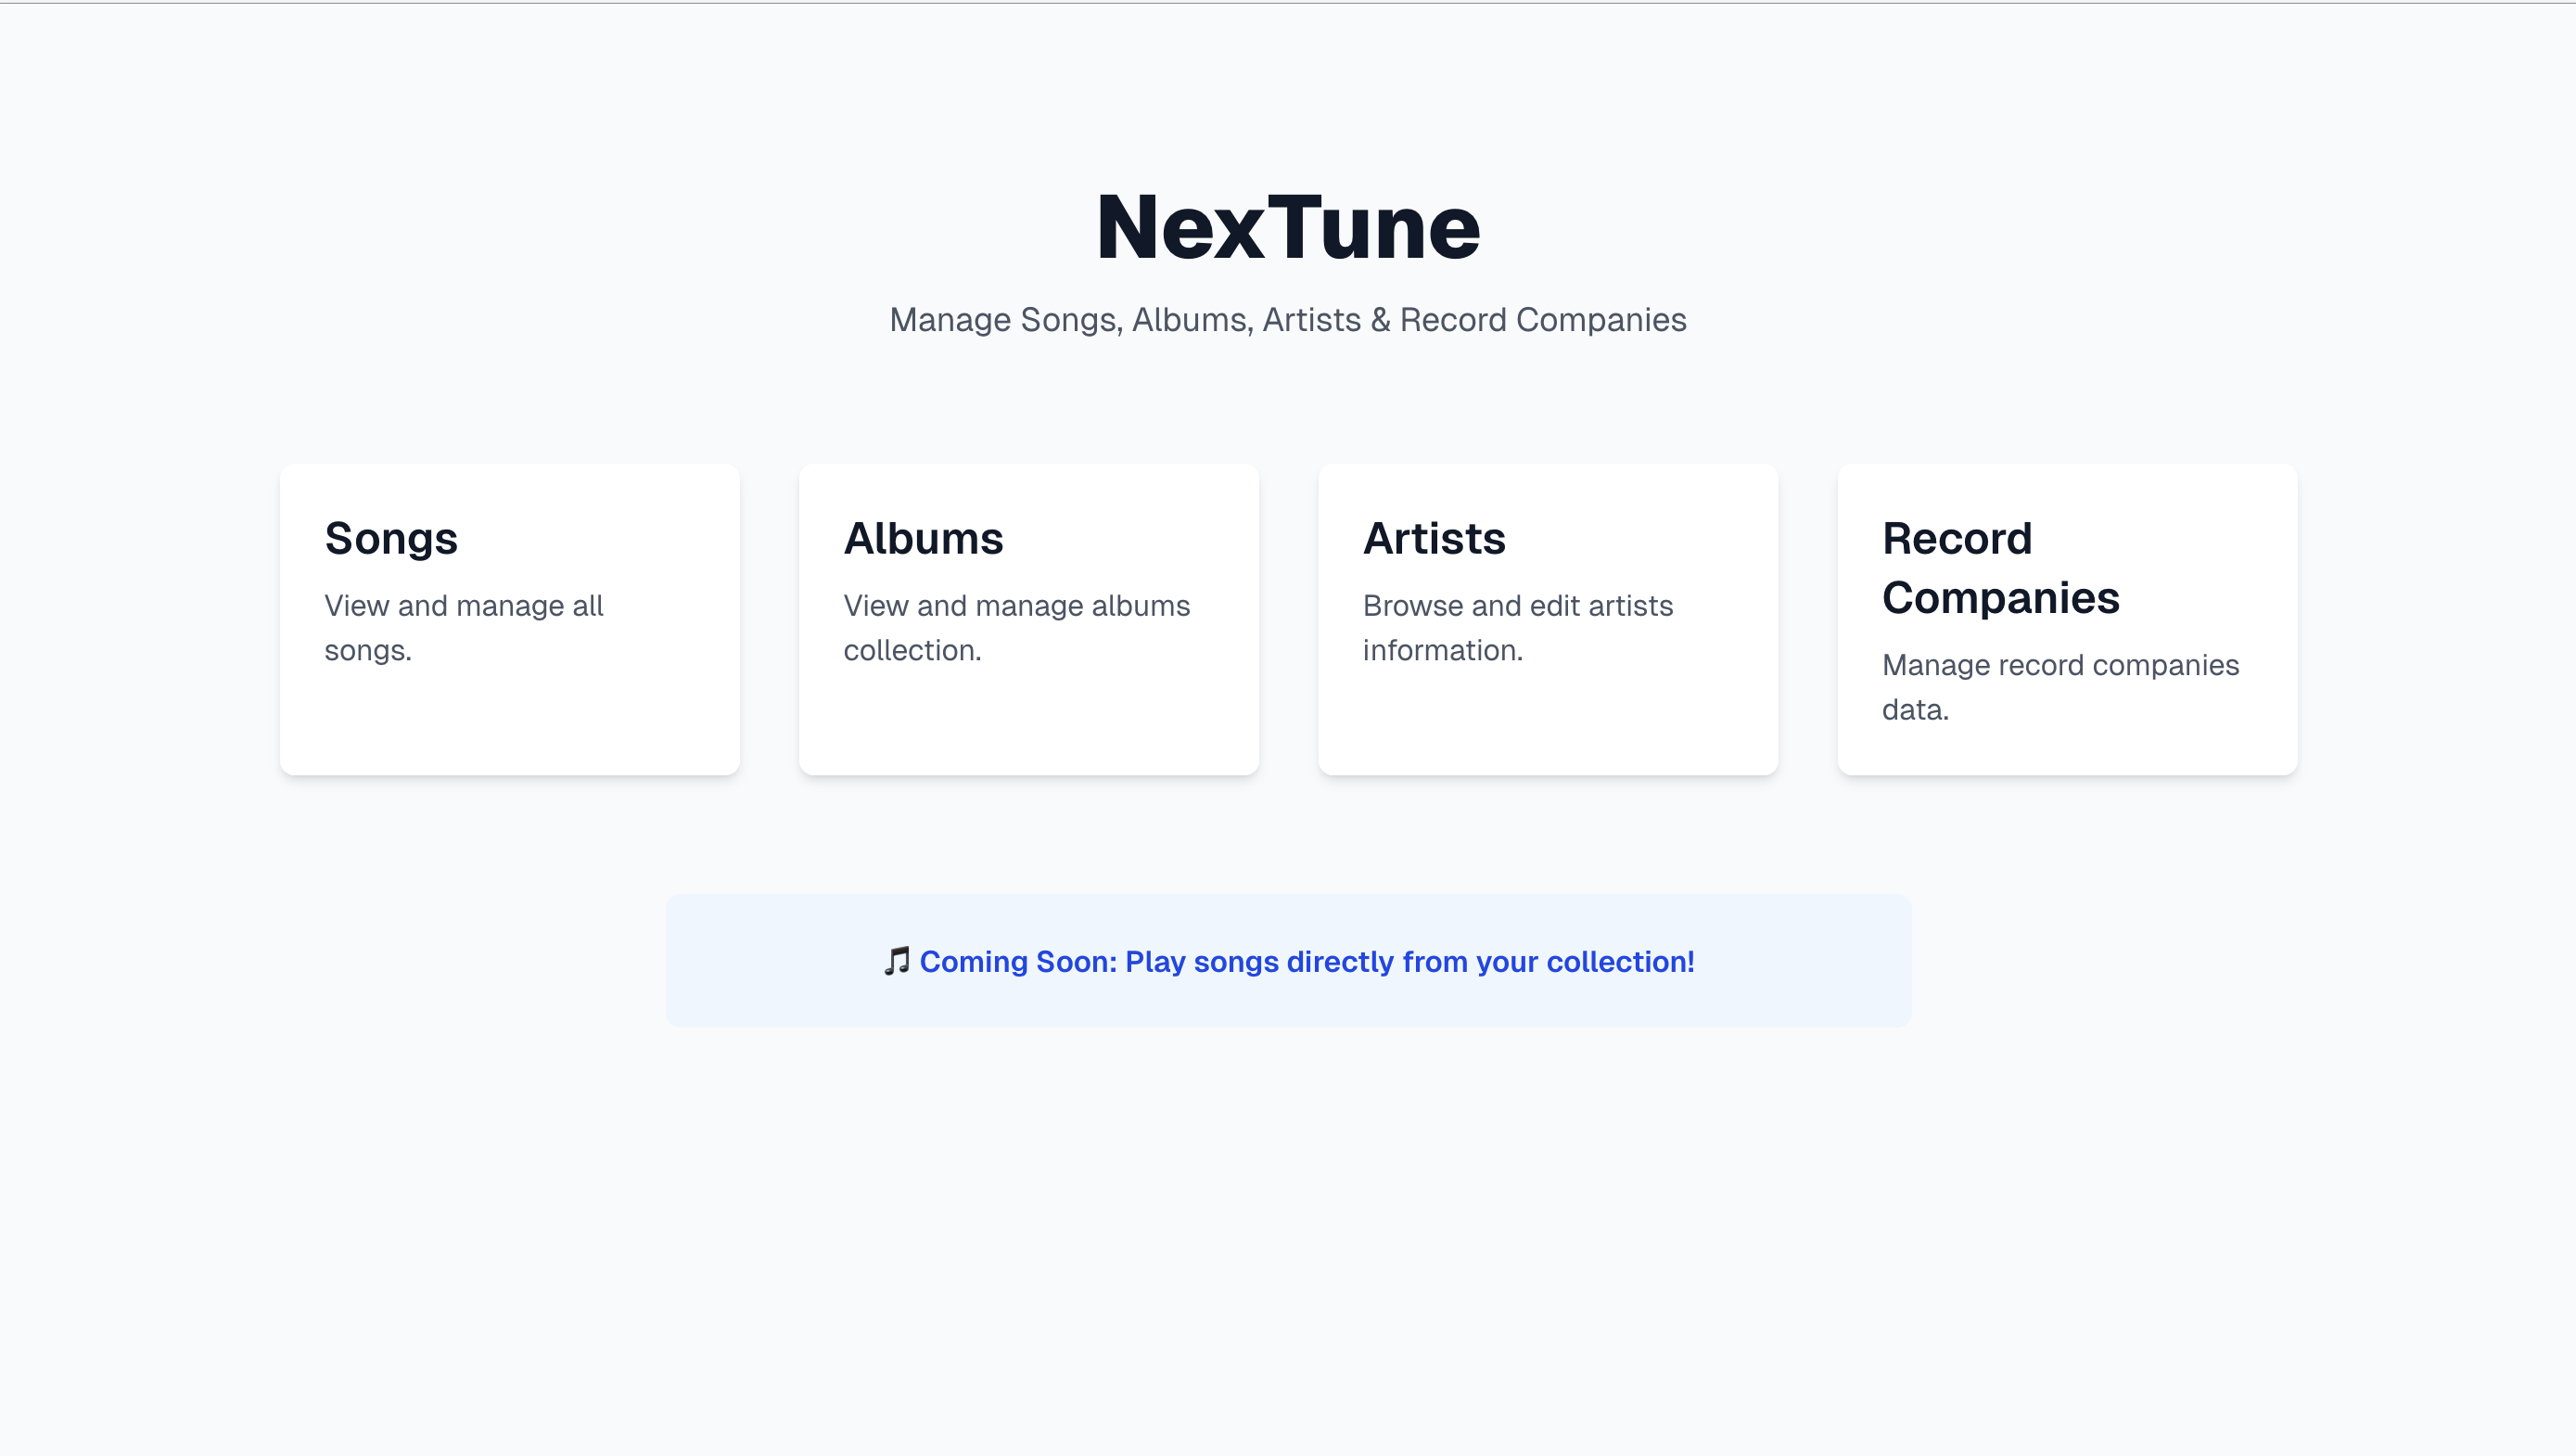 NexTune
Manage Songs, Albums, Artists & Record Companies
Songs
View and manage all
songs.
Albums
View and manage albums
collection.
Artists
Browse and edit artists
information.
Record
Companies
Manage record companies
data.
🎵 Coming Soon: Play songs directly from your collection!